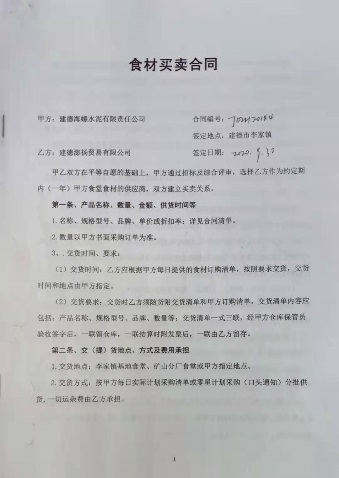 食材买卖合同
甲方：建德海螺水泥有限责任公司 合同编号：
签定地点：建德市李家镇
乙方：建德 贸易有限公司 签定日期：2020.9.30
甲乙双方在平等自愿的基础上，甲方通过招标及综合评审，选择乙方作为约定期
内（一年）甲方食堂食材的供应商，双方建立买卖关系。
第一条、产品名称、数量、金额、供货时间等
1.名称、规格型号、品牌、单价或折扣率：详见合同清单。
2.数量以甲方书面采购订单为准。
3、.交货时间、要求：
（1）交货时间：乙方应根据甲方每日提供的食材订购清单，按照要求交货，交货
时间和地点由甲方指定。
（2）交货要求：交货时乙方须随货附交货清单和甲方订购清单，交货清单内容应
包括：产品名称、规格型号、品牌、数量等；交货清单一式三联，经甲方仓库保管员
验收签字后，一联留仓库，一联结算时附发票后，一联由乙方留存。
第二条、交（提）货地点、方式及费用承担
1.交货地点：李家镇基地食堂、矿山分厂食堂或甲方指定地点。
2.交货方式：按甲方每日实际计划采购清单或零星计划采购（口头通知）分批供
货，一切运杂费由乙方承担。
1